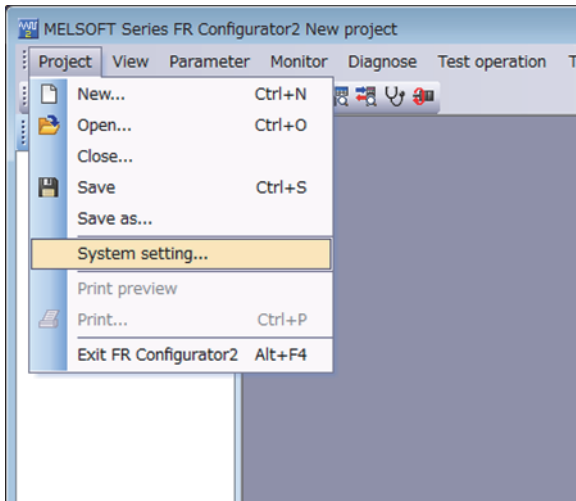 MELSOFT Series FR Configurator2 New project
Project View Parameter Monitor Diagnose Test operation T
New... Ctrl+N
Open... Ctrl+O
Close...
Save Ctrl+S
Save as...
System setting...
Print preview
Print... Ctrl+P
Exit FR Configurator2 Alt+F4